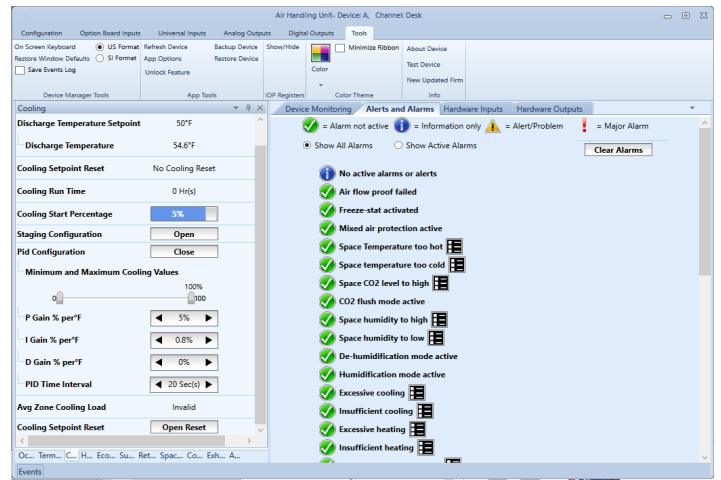 Air Handling Unit- Device: A, Channel: Desk
Configuration Option Board Inputs Universal Inputs Analog Outputs Digital Outputs Tools
On Screen Keyboard US Format Refresh Device Backup Device Show/Hide Minimize Ribbon About Device
Restore Window Defaults SI Format App Options Restore Device Test Device
Save Events Log Unlock Feature Color New Updated Firm
Device Manager Tools App Tools IOP Registers Color Theme Info
Cooling
Discharge Temperature Setpoint 50°F
Discharge Temperature 54.6°F
Cooling Setpoint Reset No Cooling Reset
Cooling Run Time 0 Hr(s)
Cooling Start Percentage 5%
Staging Configuration Open
Pid Configuration Close
Minimum and Maximum Cooling Values
100%
0 100
P Gain % per°F 5%
I Gain % per°F 0.8%
D Gain % per°F 0%
PID Time Interval 20 Sec(s)
Avg Zone Cooling Load Invalid
Cooling Setpoint Reset Open Reset
Oc... Term... C... H... Eco... Su... Ret... Spac... Co... Exh... A...
Device Monitoring Alerts and Alarms Hardware Inputs Hardware Outputs
= Alarm not active = Information only = Alert/Problem = Major Alarm
Show All Alarms Show Active Alarms Clear Alarms
No active alarms or alerts
Air flow proof failed
Freeze-stat activated
Mixed air protection active
Space Temperature too hot
Space temperature too cold
Space CO2 level to high
CO2 flush mode active
Space humidity to high
Space humidity to low
De-humidification mode active
Humidification mode active
Excessive cooling
Insufficient cooling
Excessive heating
Insufficient heating
Events